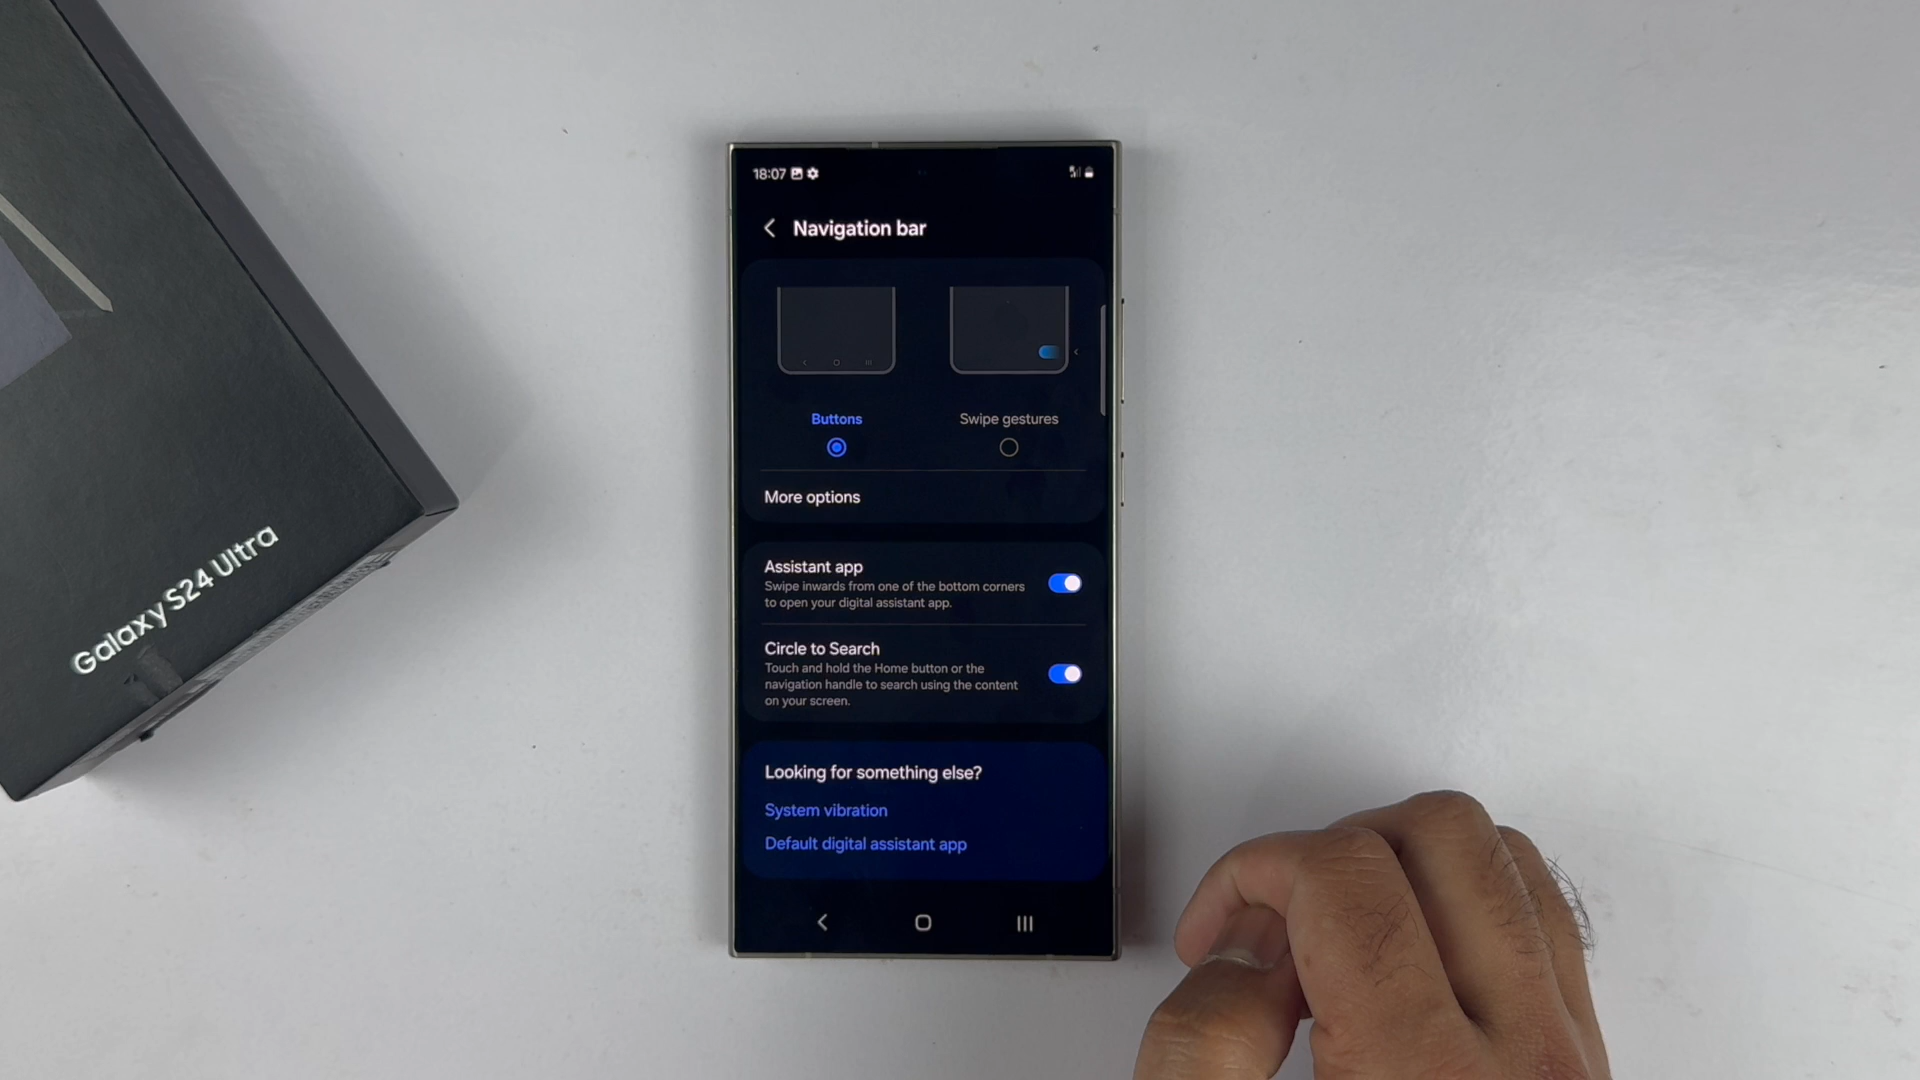 Galaxy S24 Ultra
18:07
Navigation bar
Buttons
Swipe gestures
More options
Assistant app
Swipe inwards from one of the bottom corners
to open your digital assistant app.
Circle to Search
Touch and hold the Home button or the
navigation handle to search using the content
on your screen.
Looking for something else?
System vibration
Default digital assistant app